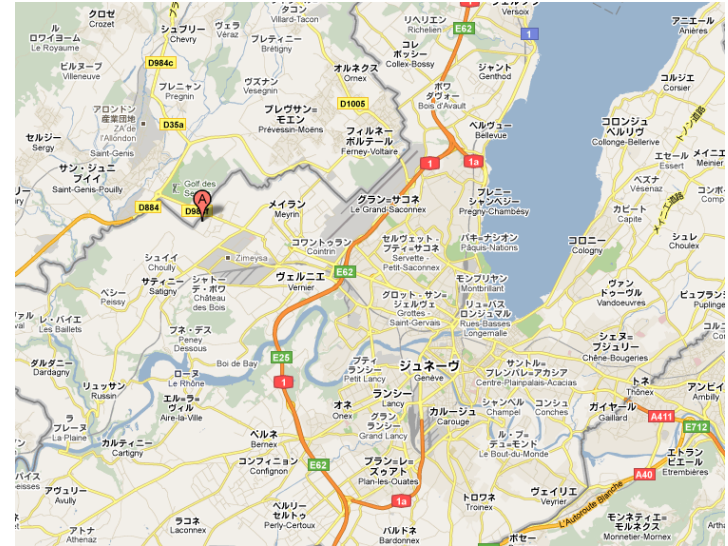 クロゼ
Crozet
タコン
Villard-Tacon
ヴェルソワ
Versoix
アニエール
Anières
ル
ロワイヨーム
Le Royaume
シュブリー
Chevry
ヴェラ
Véraz
リヘリエン
Richelien
E62
プレティニー
Brétigny
コレ
ボッシー
Collex-Bossy
1
ビルヌーブ
Villeneuve
D984c
オルネクス
Ornex
ジャント
Genthod
コルジエ
Corsier
プレニャン
Pregnin
ヴズナン
Vesegnin
ボワ
ダヴォー
Bois d'Avault
D1005
アロンドン
産業団地
ZA de
l'Allondon
プレヴサン=
モエン
Prévessin-Moëns
D35a
フィルネー
ボルテール
Ferney-Voltaire
ベルヴュー
Bellevue
コロンジュ
ベルリヴ
Collonge-Bellerive
トノン道路
セルジー
Sergy
Saint-Genis
サン・ジュニ
プイイ
Saint-Genis-Pouilly
1
1a
エセール
Essert
メイニエ
Meinier
Golf des
A
グラン=サコネ
Le Grand-Saconnex
プレニー
シャンベジー
Pregny-Chambésy
ベズナ
Vésenaz
D884
メイラン
Meyrin
カピート
Capite
メイニエ道路
コワントゥラン
Cointrin
セルヴェット-
プティ=サコネ
Servette -
Petit-Saconnex
パキ=ナシオン
Pâquis-Nations
コロニー
Cologny
シュレ
Choulex
シュイイ
Choully
Zimeysa
ヴェルニエ
Vernier
E62
モンブリヤン
Montbrillant
サティニー
Satigny
シャトー
デ・ボワ
Château
des Bois
ペシー
Peissy
グロット - サン=
ジェルヴェ
Grottes -
Saint-Gervais
リュー=バス
ロンジュマル
Rues Basses
Longemalle
ヴァン
ドゥーヴル
Vandoeuvres
レ・バイエ
Les Baillets
プネ・デス
Peney
Dessous
シェヌ=
ブジュリー
Chêne-Bougeries
E25
Boi de Bay
プティ
ランシー
Petit Lancy
ジュネーヴ
Genève
ダルダニー
Dardagny
ローヌ
Le Rhône
サントル=
プレンパレ=アカシア
Centre-Plainpalais-Acacias
トネ
Thônex
1
リュッサン
Russin
ランシー
Lancy
アンビイ
Ambilly
エル=ラ=
ヴィル
Aire-la-Ville
オネ
Onex
シャンペル
Champel
コンシュ
Conches
ガイヤール
Gaillard
A411
グラン
ランシー
Grand Lancy
カルージュ
Carouge
ラ
プレーヌ
La Plaine
カルティニー
Cartigny
ベルネ
Bernex
ル・ブ=
デュ=モンド
Le Bout-du-Monde
E712
コンフィニョン
Confignon
E62
プラン=レ=
ズゥアト
Plan-les-Ouates
エトラン
ビエール
Etrembières
A40
アヴュリー
Avully
ペルリー
セルトゥ
Perly-Certoux
1a
トロワネ
Troinex
ヴェイリエ
Veyrier
L'Autoroute Blanche
アトナ
Athenaz
ラコネ
Laconnex
バルドネ
Bardonnex
ボセー
モンネティエ=
モルネクス
Monnetier-Mornex